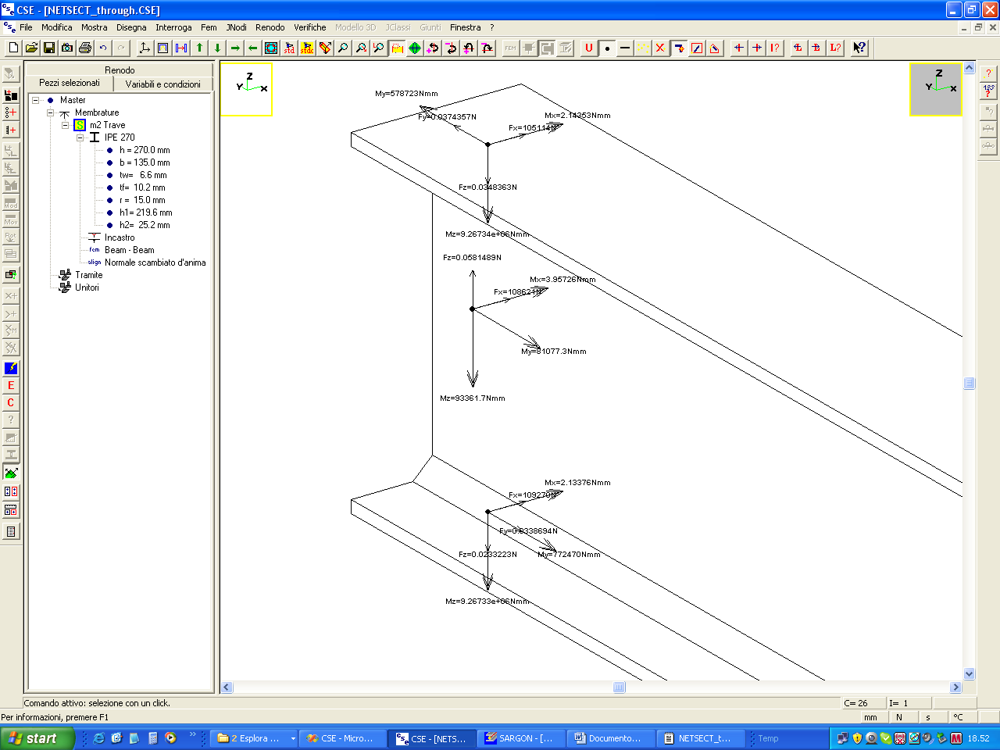 CSE - [NETSECT_through.CSE]
File Modifica Mostra Disegna Interroga Fem JNodi Renodo Verifiche Modello 3D JClassi Giunti Finestra ?
Renodo
Pezzi selezionati Variabili e condizioni
Master
Membrature
S m2 Trave
IPE 270
h = 270.0 mm
b = 135.0 mm
tw= 6.6 mm
tf= 10.2 mm
r = 15.0 mm
h1= 219.6 mm
h2= 25.2 mm
Incastro
fem Beam - Beam
align Normale scambiato d'anima
Tramite
Unitori
Z
Y X
Z
Y X
My=578723Nmm
Fy=0.0374357N
Mx=2.14353Nmm
Fx=105114N
Fz=0.0348363N
Mz=9.26734e+06Nmm
Fz=0.0581489N
Mx=3.95726Nmm
Fx=108621N
My=81077.3Nmm
Mz=93361.7Nmm
Mx=2.13376Nmm
Fx=109270N
Fy=0.0338694N
Fz=0.0233223N
My=772470Nmm
Mz=9.26733e+06Nmm
Comando attivo: selezione con un click.
C= 26 I= 1
Per informazioni, premere F1
mm N s °C
start
2 Esplora ...
CSE - Micro...
CSE - [NETS...
SARGON - [...
Documento...
NETSECT_t...
Temp
18.52